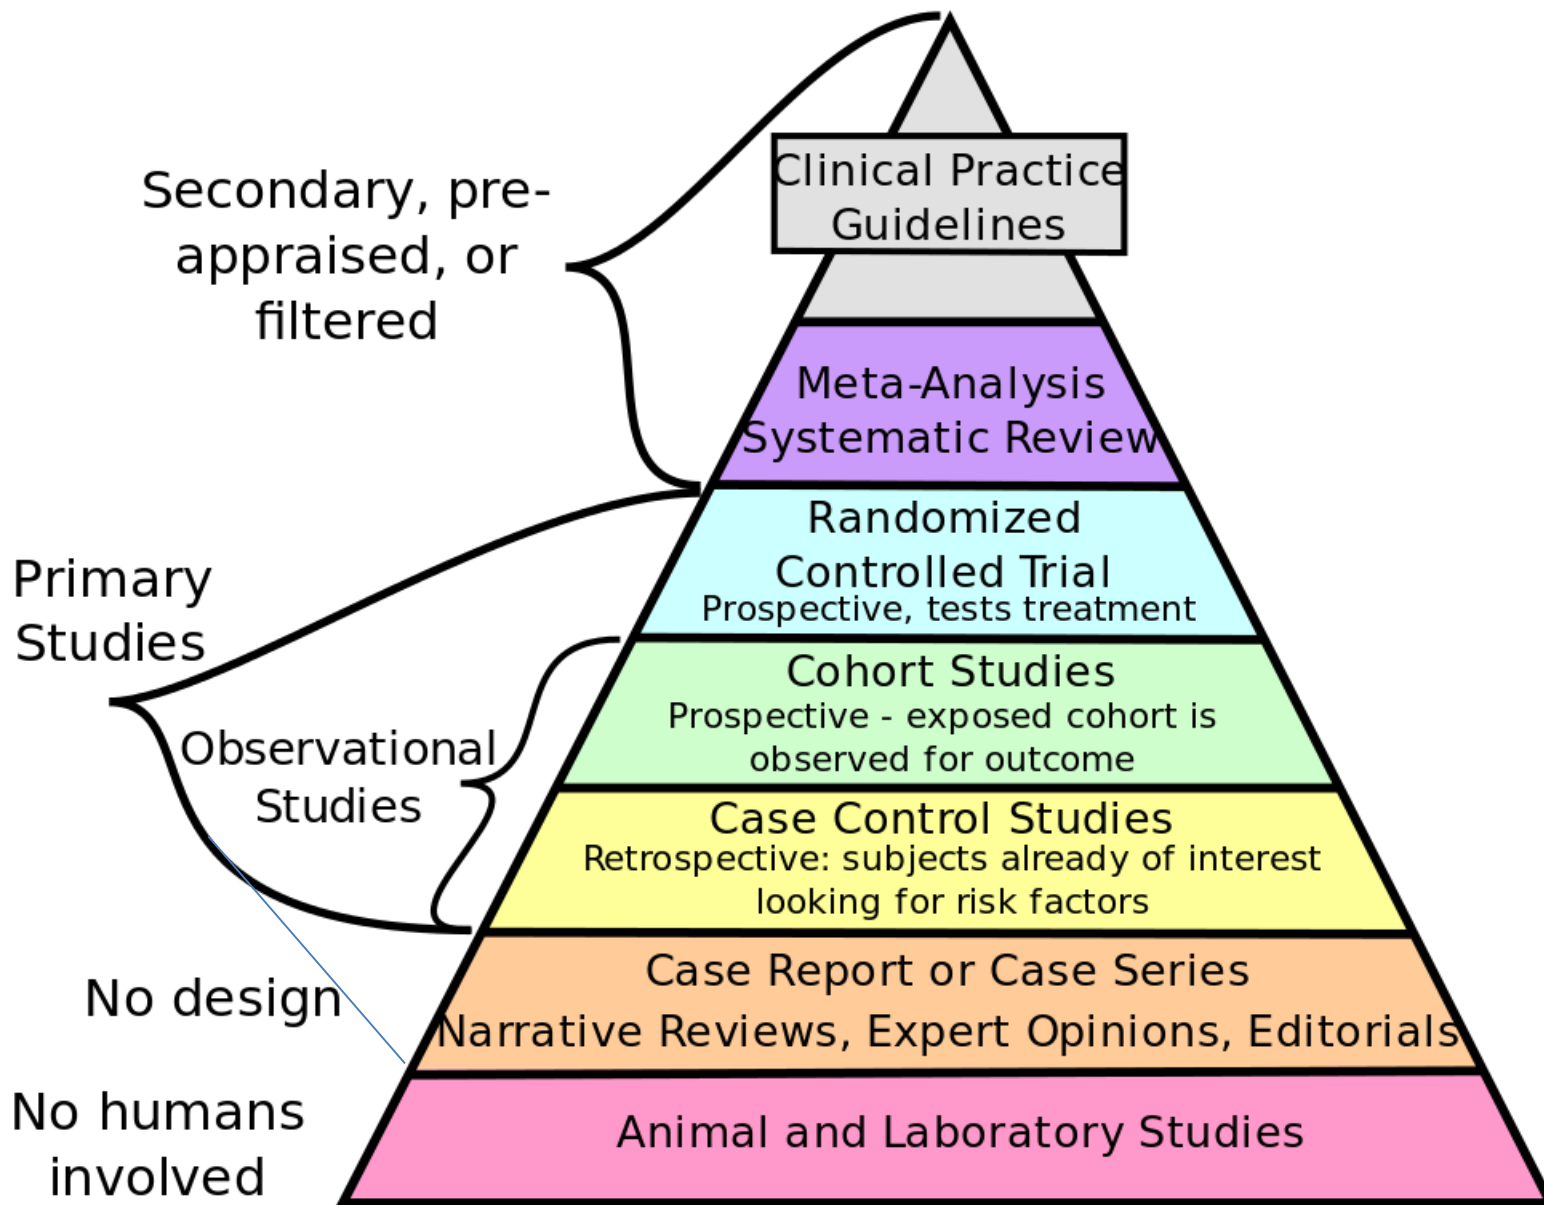 Clinical Practice
Guidelines
Secondary, pre-
appraised, or
filtered
Meta-Analysis
Systematic Review
Randomized
Controlled Trial
Prospective, tests treatment
Primary
Studies
Cohort Studies
Prospective - exposed cohort is
observed for outcome
Observational
Studies
Case Control Studies
Retrospective: subjects already of interest
looking for risk factors
No design
Case Report or Case Series
Narrative Reviews, Expert Opinions, Editorials
No humans
involved
Animal and Laboratory Studies